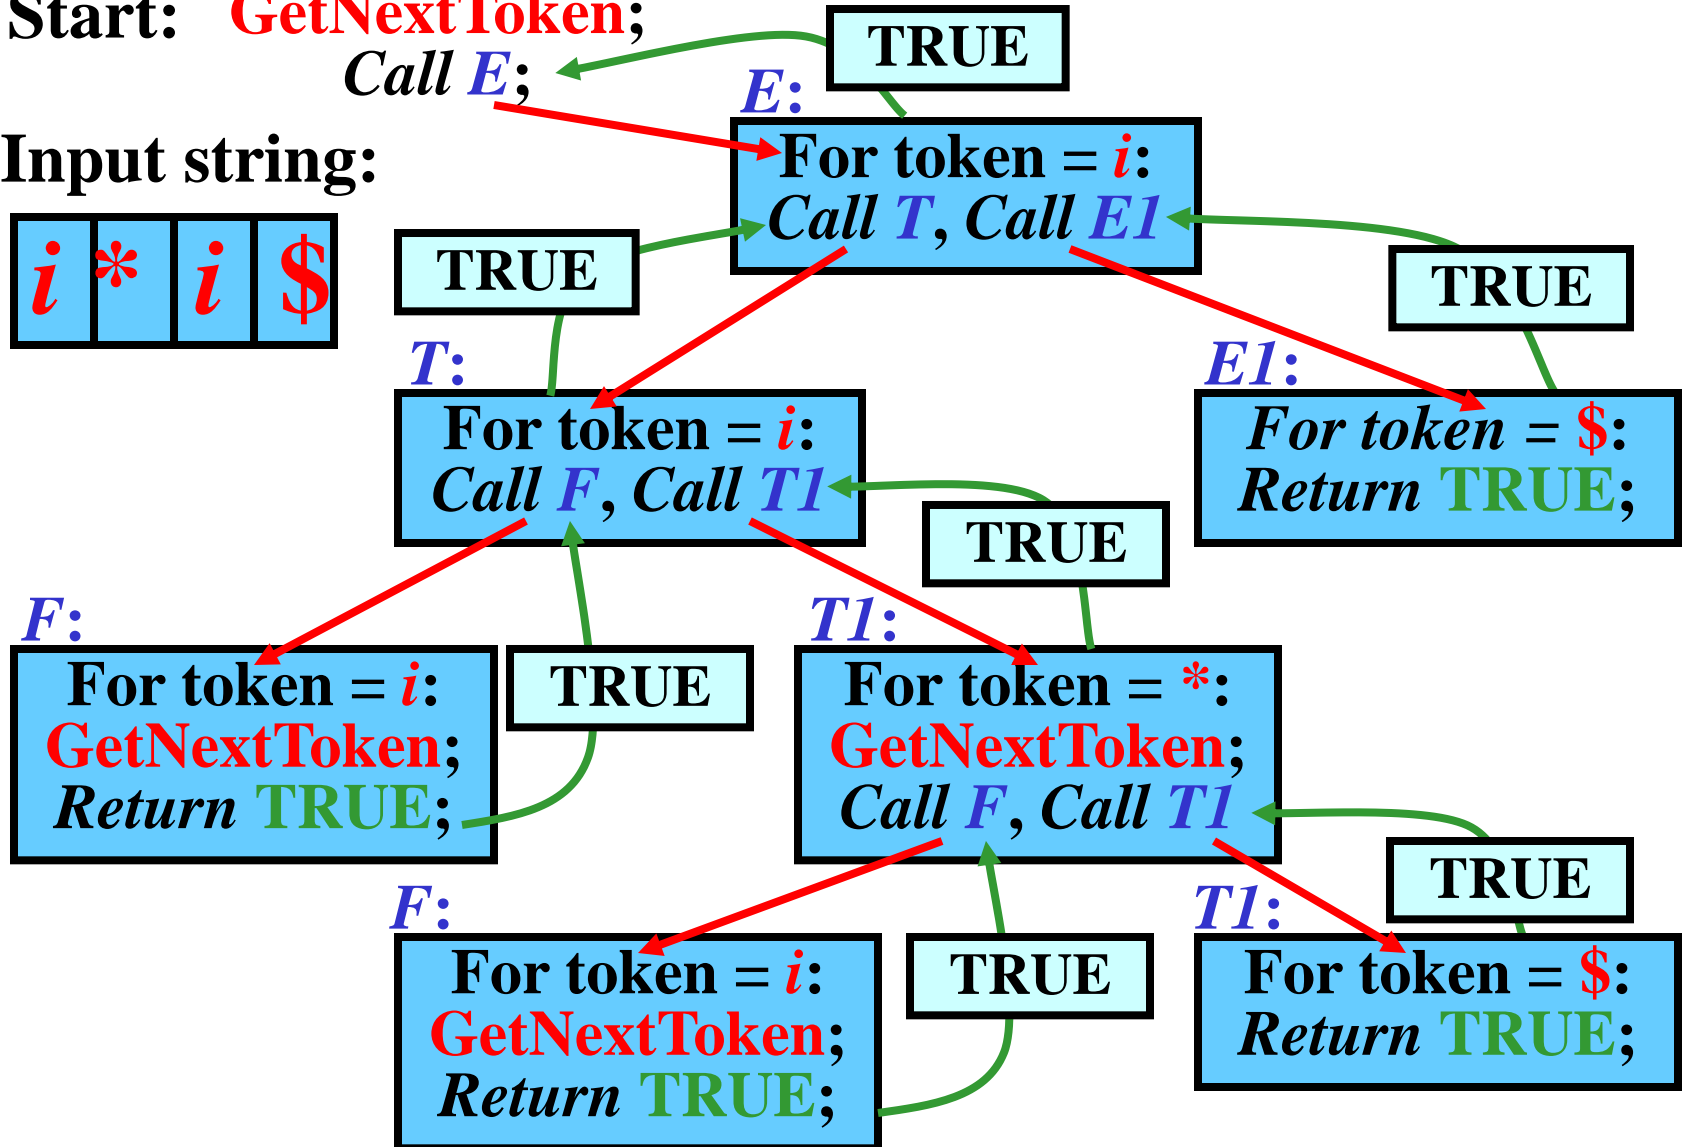 Start: GetNextToken;
Call E;
TRUE
E:
For token = i:
Call T, Call E1
Input string:
i * i $
TRUE
TRUE
T:
For token = i:
Call F, Call T1
E1:
For token = $:
Return TRUE;
TRUE
F:
For token = i:
GetNextToken;
Return TRUE;
TRUE
T1:
For token = *:
GetNextToken;
Call F, Call T1
TRUE
F:
For token = i:
GetNextToken;
Return TRUE;
TRUE
T1:
For token = $:
Return TRUE;